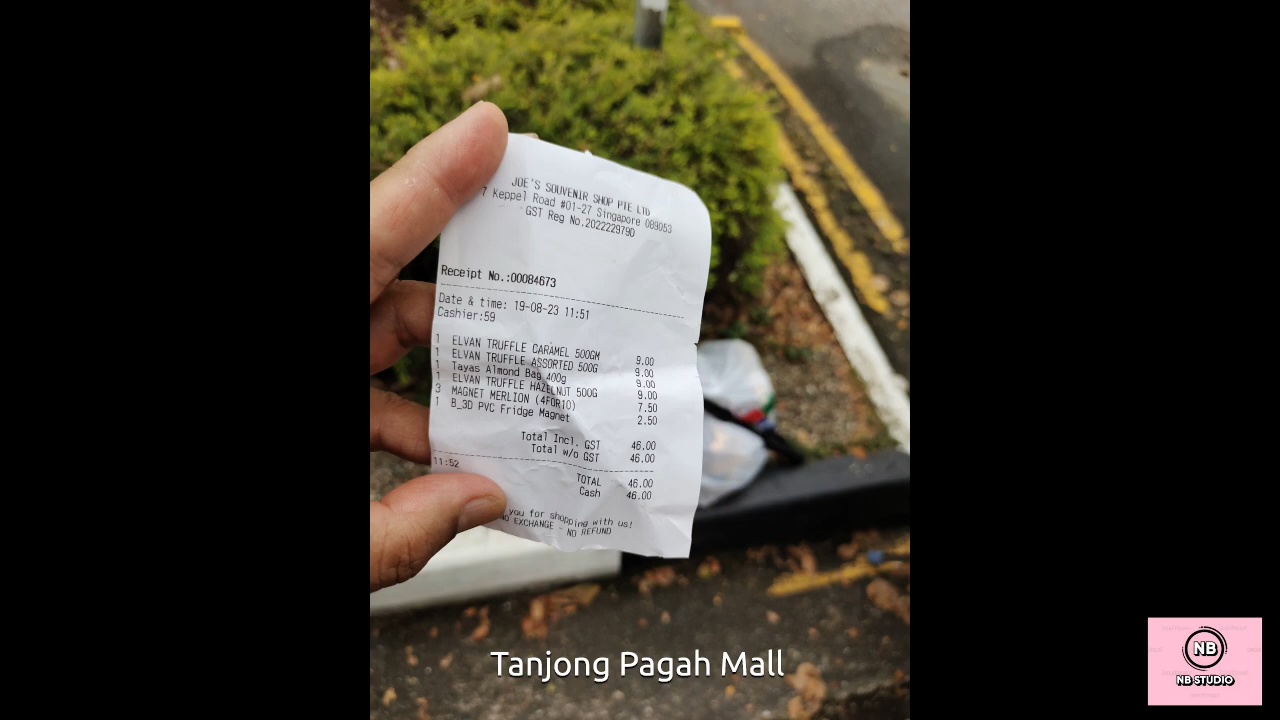 JOE'S SOUVENIR SHOP PTE LTD
7 Keppel Road #01-27 Singapore 089053
GST Reg No.202222979D
Receipt No.:00084673
Date & time: 19-08-23 11:51
Cashier:59
1 ELVAN TRUFFLE CARAMEL 500GM 9.00
1 ELVAN TRUFFLE ASSORTED 500G 9.00
1 Tayas Almond Bag 400g 9.00
1 ELVAN TRUFFLE HAZELNUT 500G 9.00
3 MAGNET MERLION (4FOR10) 7.50
1 B_3D PVC Fridge Magnet 2.50
Total Incl. GST 46.00
Total w/o GST 46.00
11:52
TOTAL 46.00
Cash 46.00
you for shopping with us!
NO EXCHANGE - NO REFUND
Tanjong Pagah Mall
NB
NB STUDIO